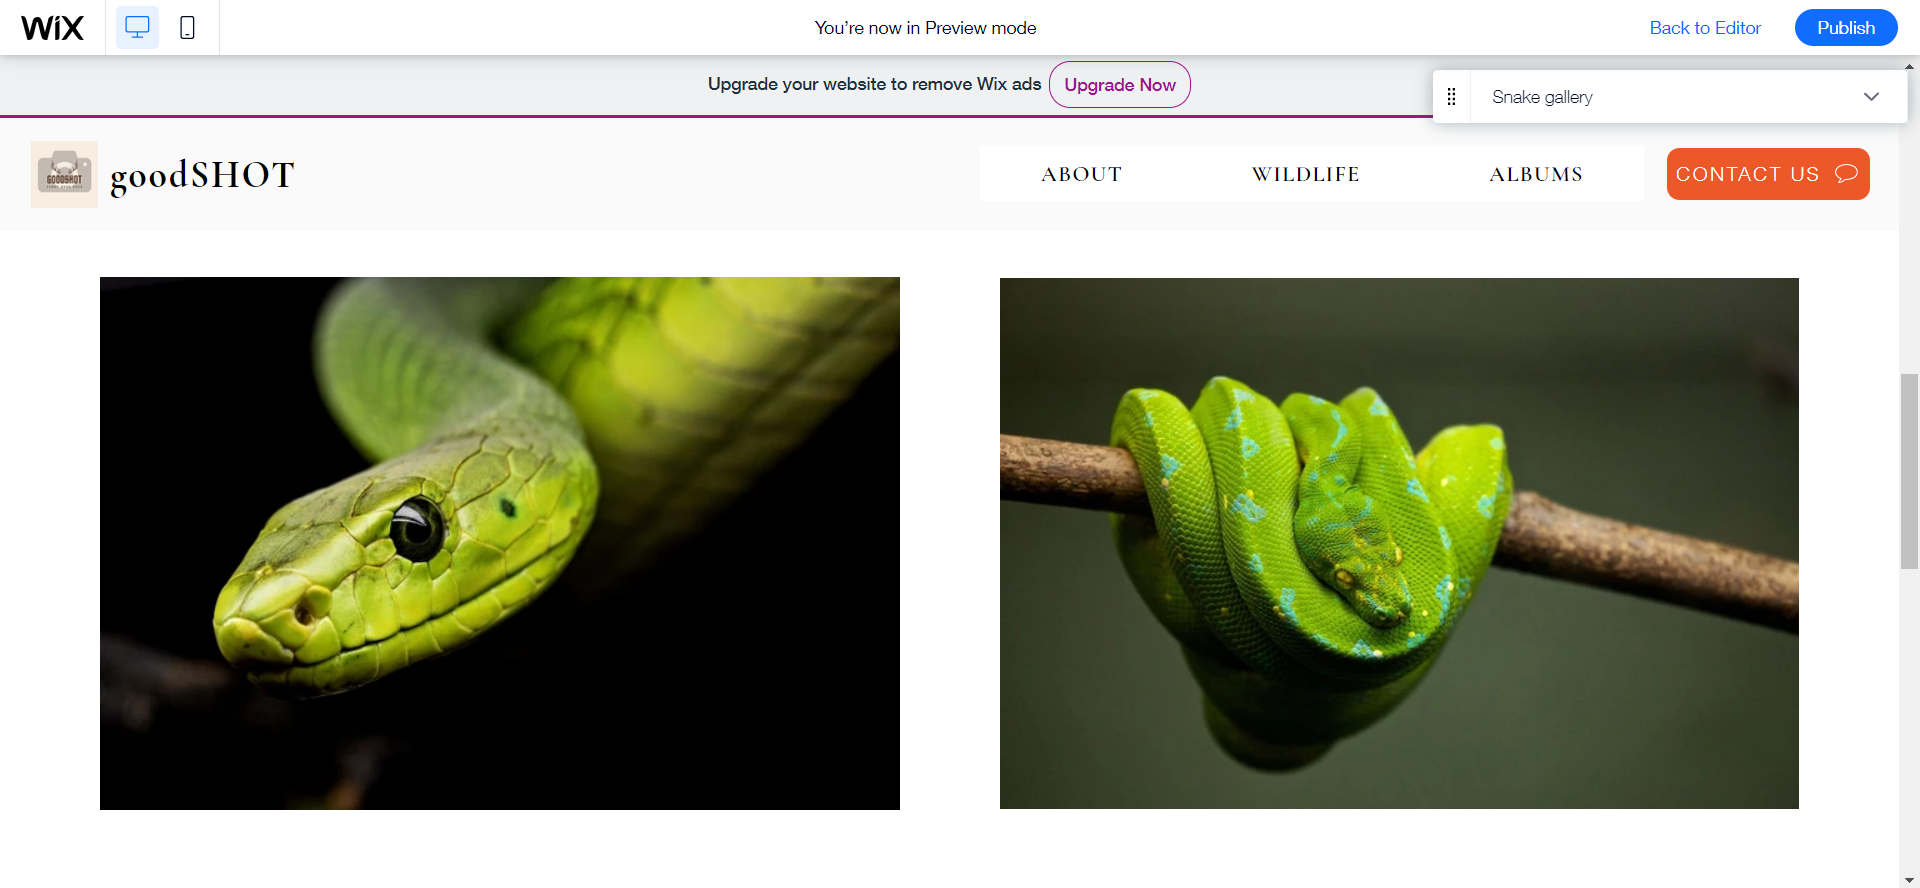 WiX
You're now in Preview mode
Back to Editor
Publish
Upgrade your website to remove Wix ads
Upgrade Now
Snake gallery
GOODSHOT
goodSHOT
ABOUT
WILDLIFE
ALBUMS
CONTACT US